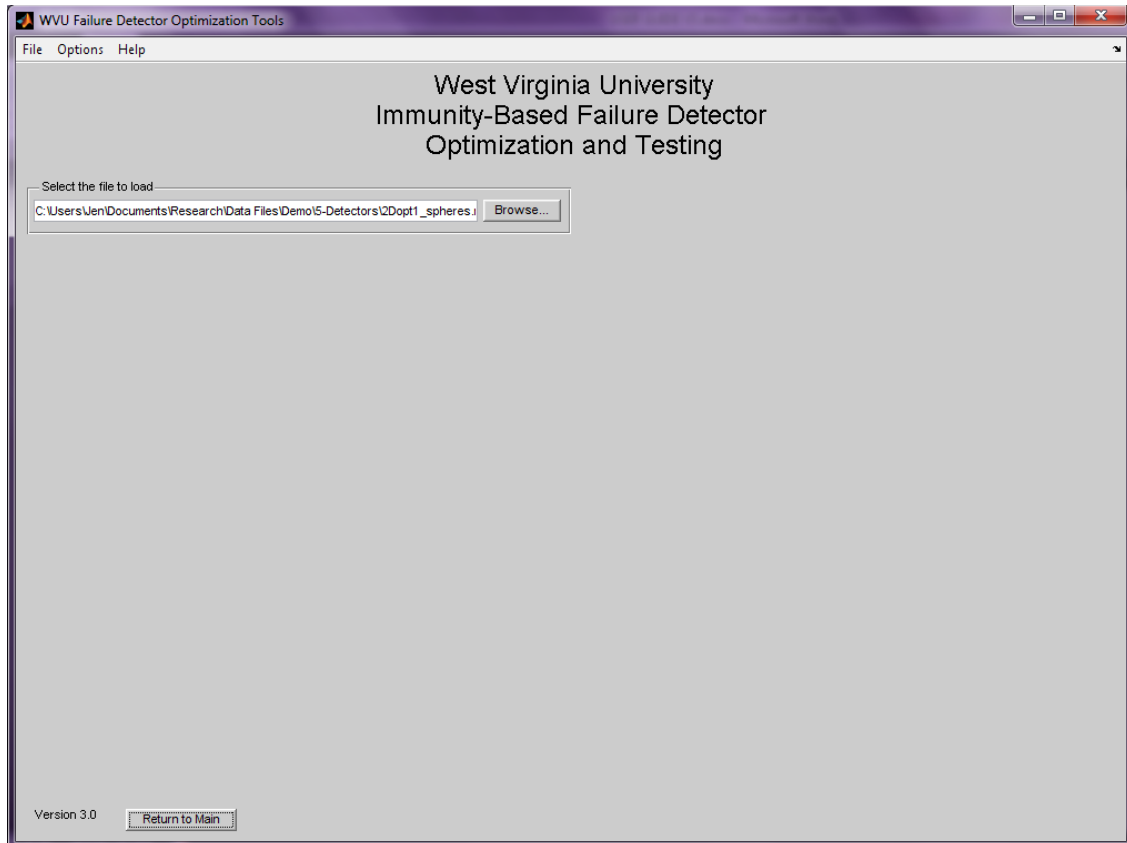 WVU Failure Detector Optimization Tools
File Options Help
West Virginia University
Immunity-Based Failure Detector
Optimization and Testing
Select the file to load
C:\Users\Jen\Documents\Research\Data Files\Demo\5-Detectors\2Dopt1_spheres. Browse...
Version 3.0 Return to Main